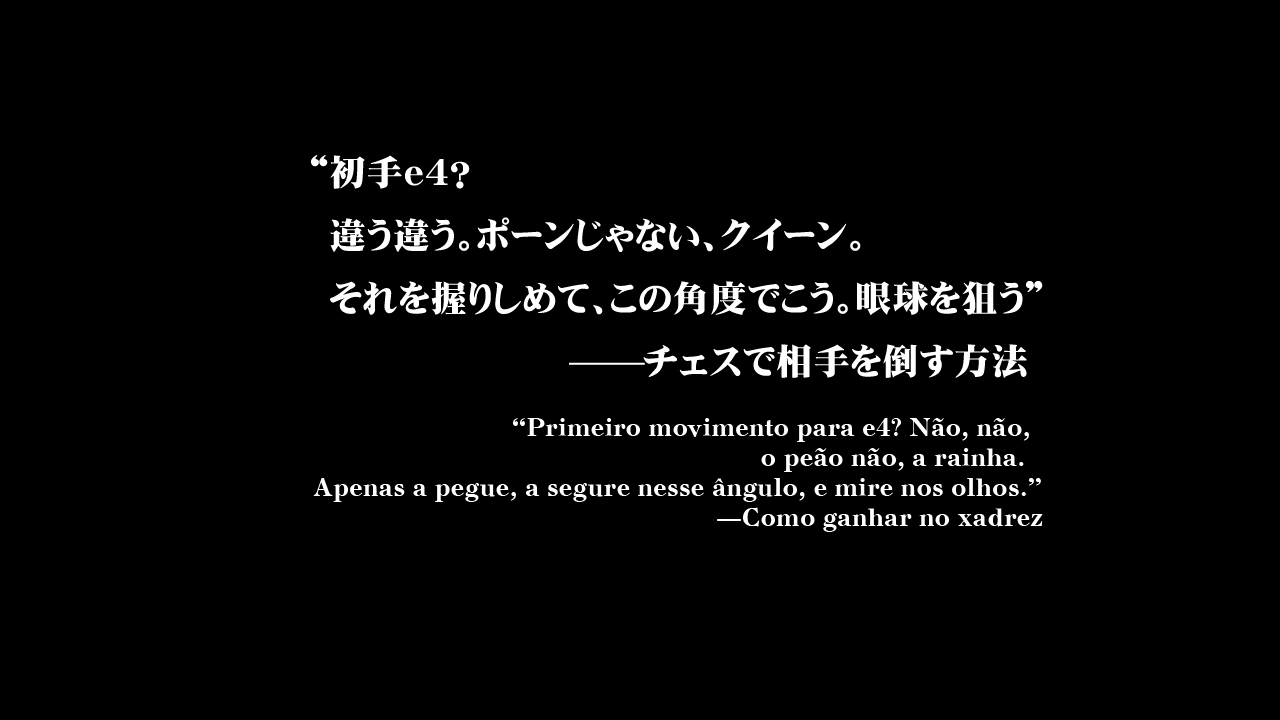 “初手e4?
違う違う。ポーンじゃない、クイーン。
それを握りしめて、この角度でこう。眼球を狙う”
——チェスで相手を倒す方法
“Primeiro movimento para e4? Não, não,
o peão não, a rainha.
Apenas a pegue, a segure nesse ângulo, e mire nos olhos.”
—Como ganhar no xadrez